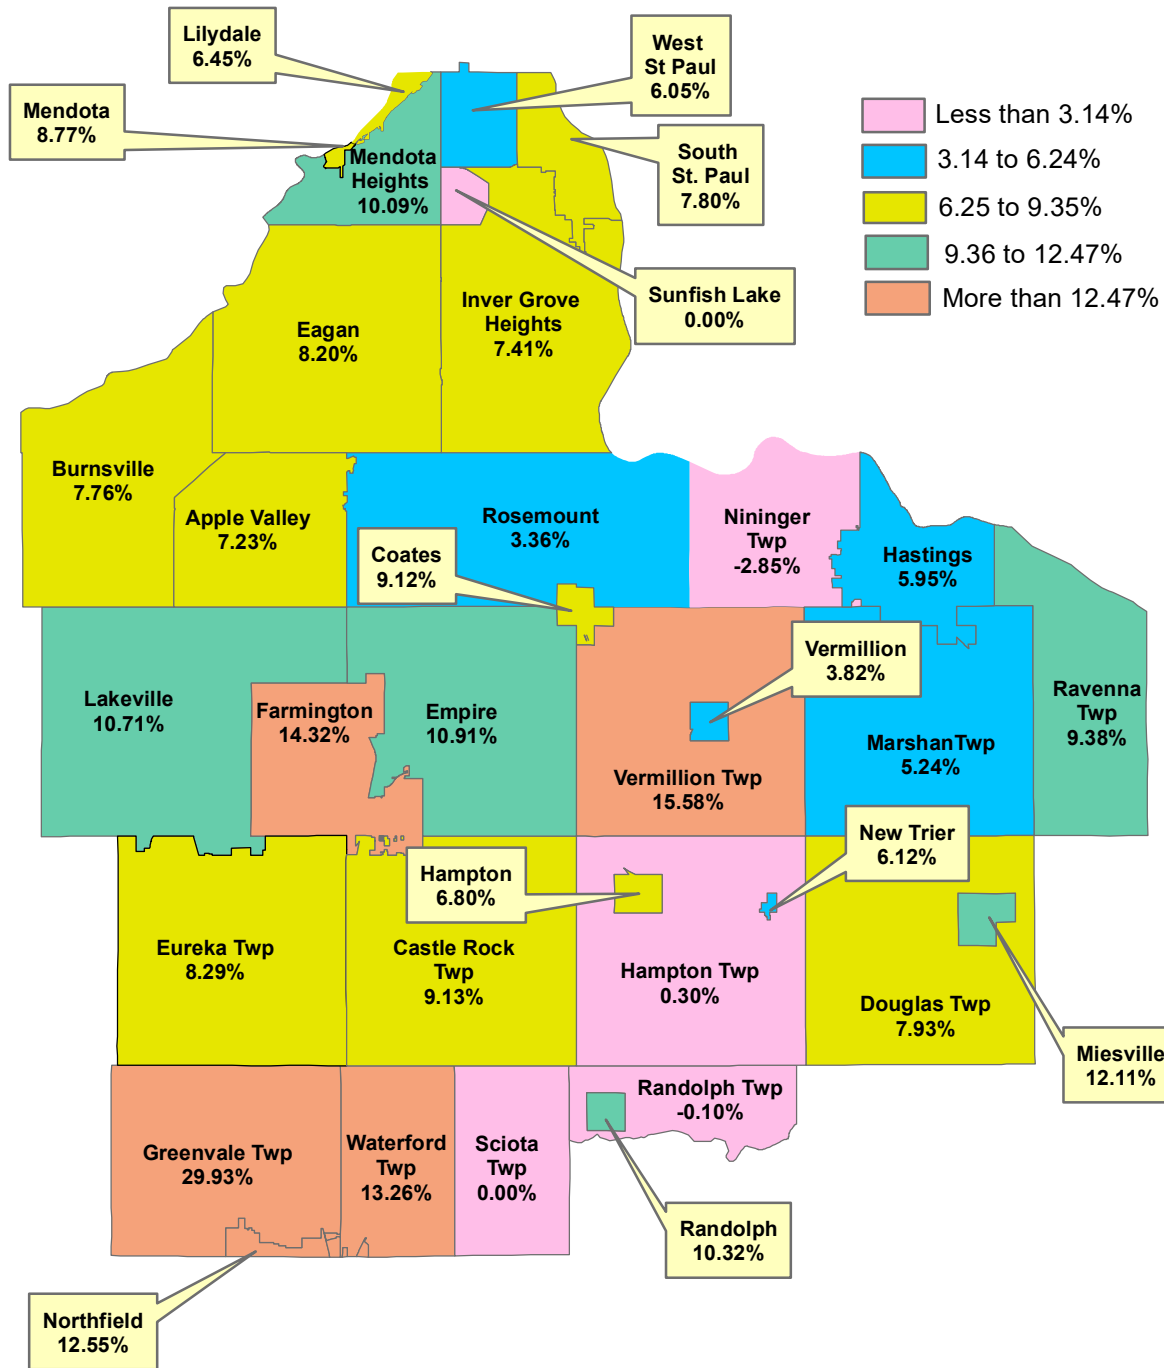 Lilydale
6.45%
West
St Paul
6.05%
Mendota
8.77%
South
St. Paul
7.80%
Less than 3.14%
3.14 to 6.24%
6.25 to 9.35%
9.36 to 12.47%
More than 12.47%
Mendota
Heights
10.09%
Sunfish Lake
0.00%
Inver Grove
Heights
7.41%
Eagan
8.20%
Burnsville
7.76%
Apple Valley
7.23%
Rosemount
3.36%
Coates
9.12%
Nininger
Twp
-2.85%
Hastings
5.95%
Vermillion
3.82%
Lakeville
10.71%
Farmington
14.32%
Empire
10.91%
Vermillion Twp
15.58%
MarshanTwp
5.24%
Ravenna
Twp
9.38%
New Trier
6.12%
Hampton
6.80%
Eureka Twp
8.29%
Castle Rock
Twp
9.13%
Hampton Twp
0.30%
Douglas Twp
7.93%
Miesville
12.11%
Randolph Twp
-0.10%
Greenvale Twp
29.93%
Waterford
Twp
13.26%
Sciota
Twp
0.00%
Randolph
10.32%
Northfield
12.55%